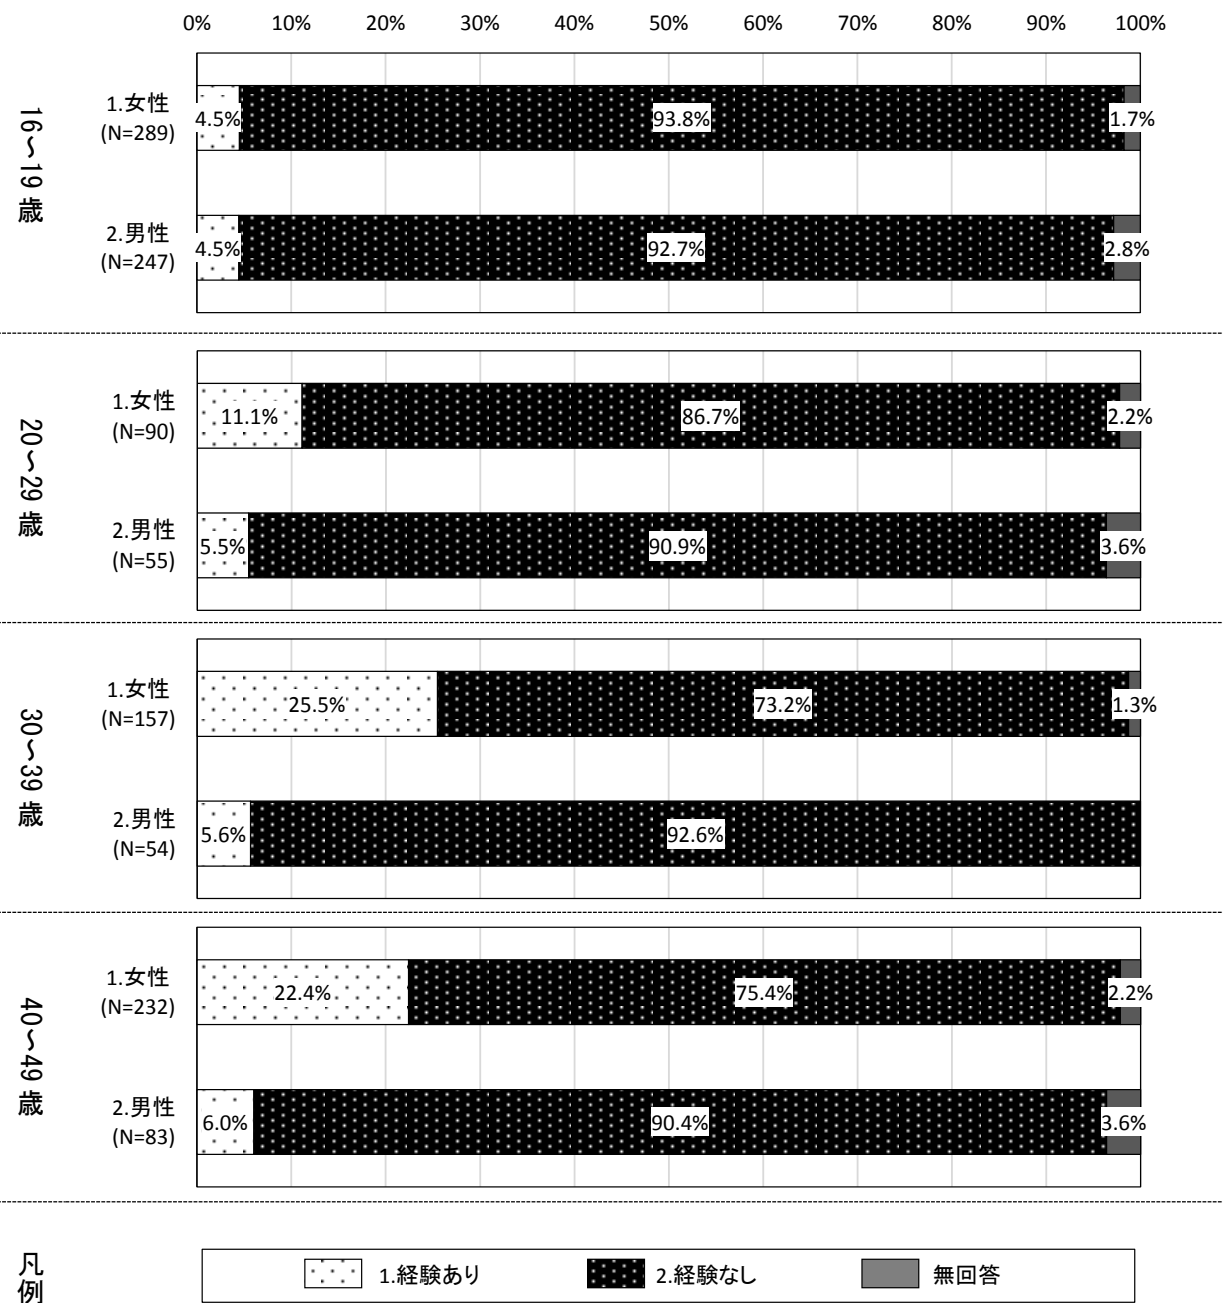 0% 10% 20% 30% 40% 50% 60% 70% 80% 90% 100%
16～19歳
1.女性
(N=289)
4.5% 93.8% 1.7%
2.男性
(N=247)
4.5% 92.7% 2.8%
20～29歳
1.女性
(N=90)
11.1% 86.7% 2.2%
2.男性
(N=55)
5.5% 90.9% 3.6%
30～39歳
1.女性
(N=157)
25.5% 73.2% 1.3%
2.男性
(N=54)
5.6% 92.6%
40～49歳
1.女性
(N=232)
22.4% 75.4% 2.2%
2.男性
(N=83)
6.0% 90.4% 3.6%
凡例
1.経験あり 2.経験なし 無回答